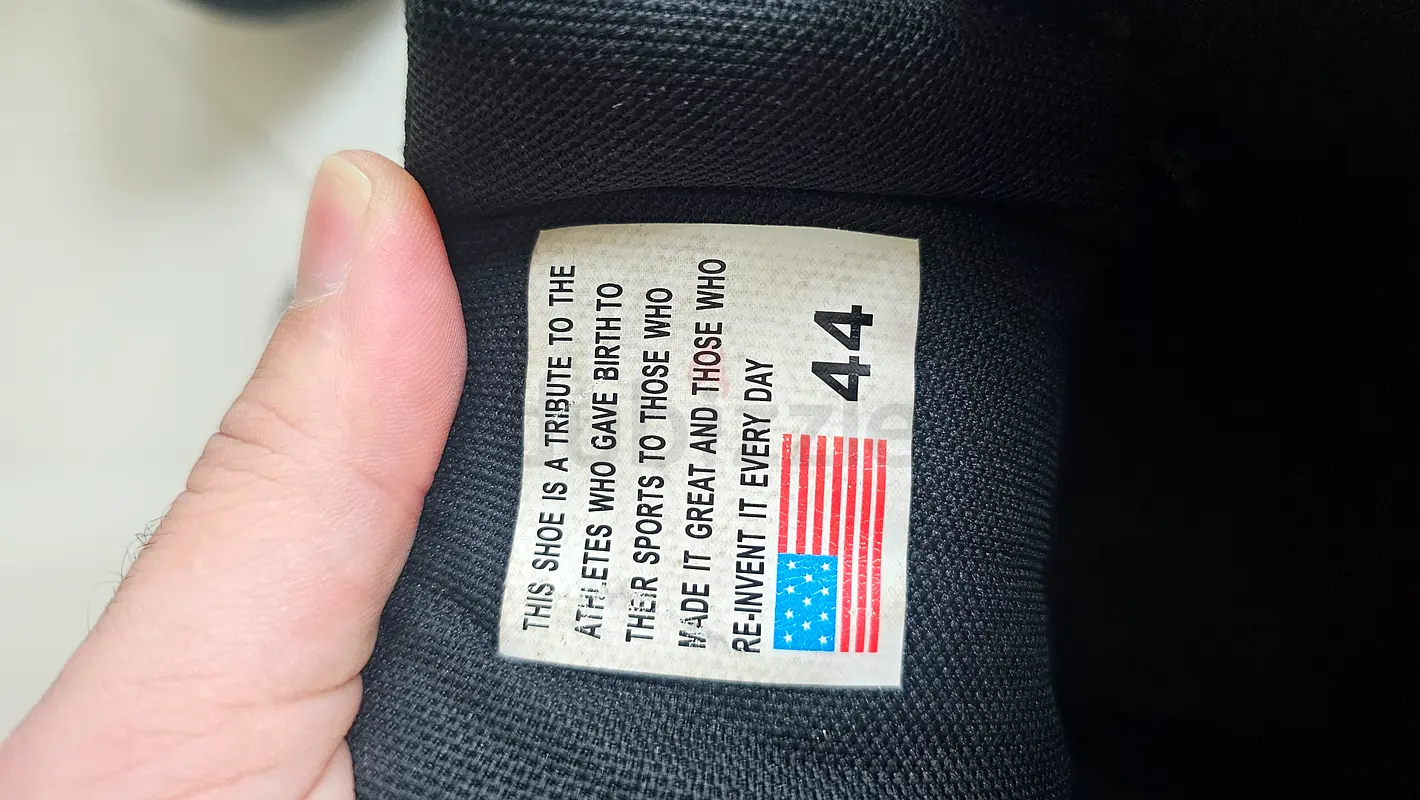 THIS SHOE IS A TRIBUTE TO THE
ATHLETES WHO GAVE BIRTH TO
THEIR SPORTS TO THOSE WHO
MADE IT GREAT AND THOSE WHO
RE-INVENT IT EVERY DAY
44